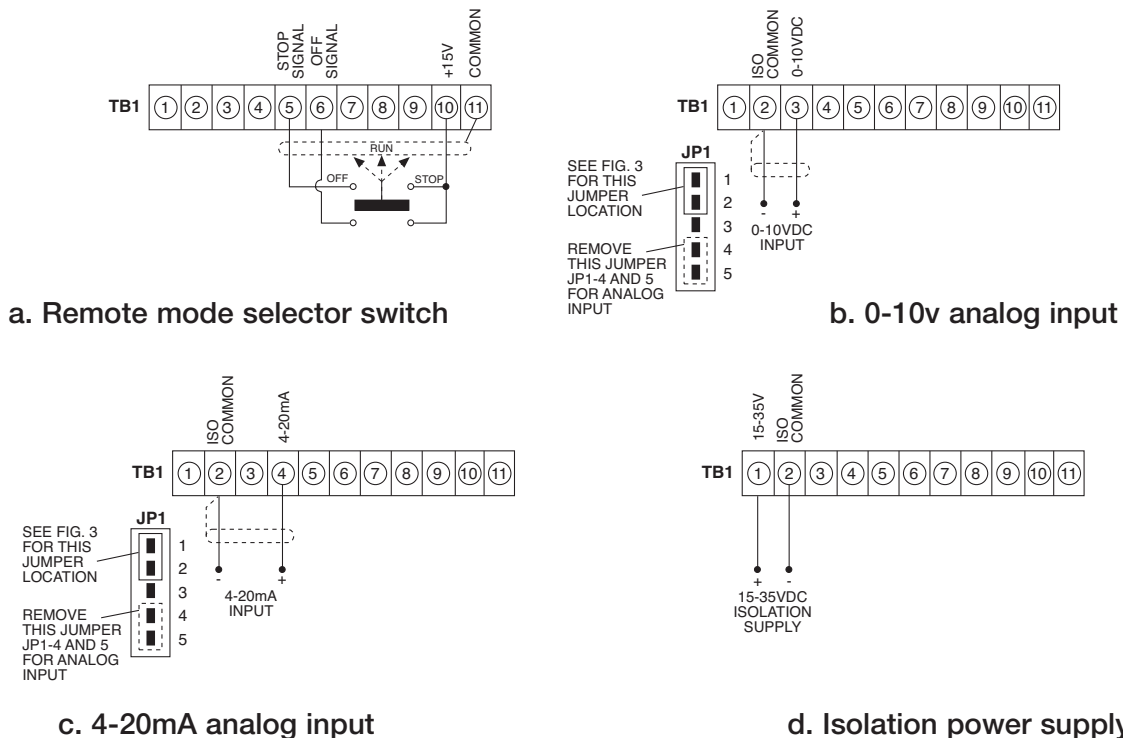 STOP
SIGNAL
OFF
SIGNAL
+15V
COMMON
TB1 1 2 3 4 5 6 7 8 9 10 11
RUN
OFF
STOP
a. Remote mode selector switch
ISO
COMMON
0-10VDC
TB1 1 2 3 4 5 6 7 8 9 10 11
JP1
SEE FIG. 3
FOR THIS
JUMPER
LOCATION
1
2
3
4
5
REMOVE
THIS JUMPER
JP1-4 AND 5
FOR ANALOG
INPUT
- +
0-10VDC
INPUT
b. 0-10v analog input
ISO
COMMON
4-20mA
TB1 1 2 3 4 5 6 7 8 9 10 11
JP1
SEE FIG. 3
FOR THIS
JUMPER
LOCATION
1
2
3
4
5
REMOVE
THIS JUMPER
JP1-4 AND 5
FOR ANALOG
INPUT
- +
4-20mA
INPUT
c. 4-20mA analog input
15-35V
ISO
COMMON
TB1 1 2 3 4 5 6 7 8 9 10 11
+ -
15-35VDC
ISOLATION
SUPPLY
d. Isolation power supply